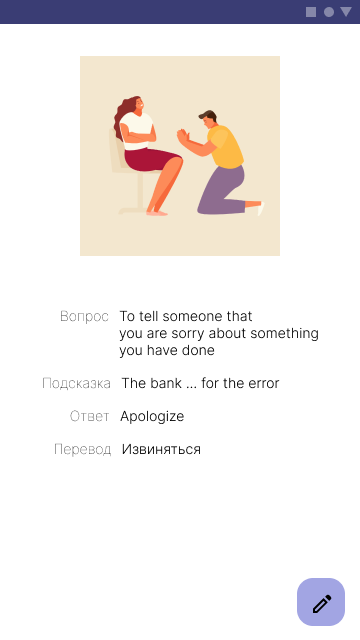 Вопрос To tell someone that
you are sorry about something
you have done
Подсказка The bank ... for the error
Ответ Apologize
Перевод Извиняться